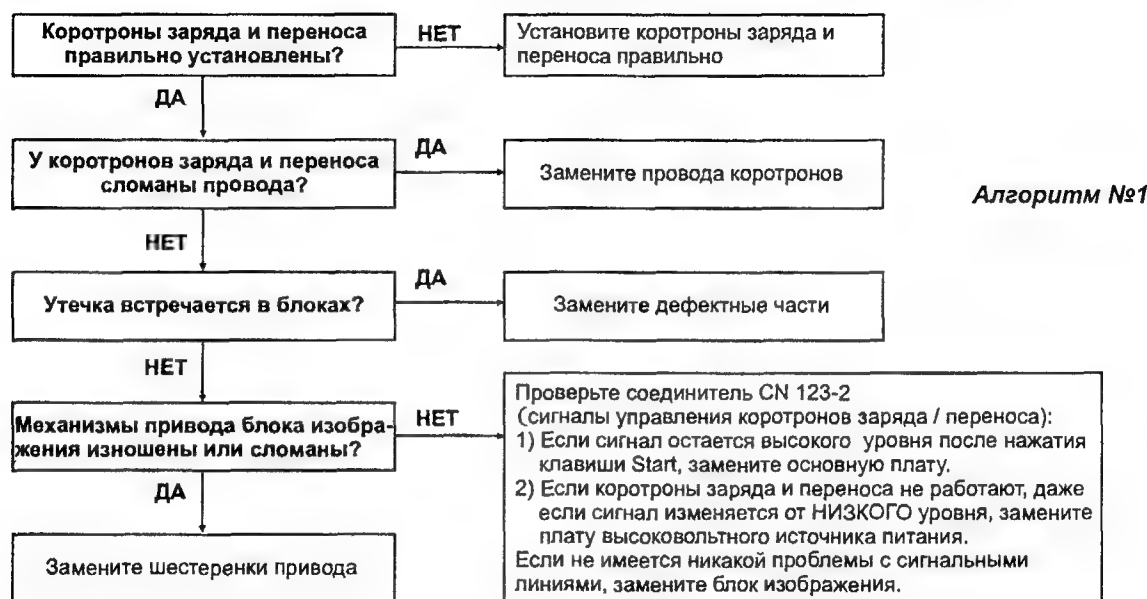 Коротроны заряда и переноса
правильно установлены?
НЕТ
Установите коротроны заряда и
переноса правильно
ДА
У коротронов заряда и переноса
сломаны провода?
ДА
Замените провода коротронов
Алгоритм №1
НЕТ
Утечка встречается в блоках?
ДА
Замените дефектные части
НЕТ
Механизмы привода блока изобра-
жения изношены или сломаны?
НЕТ
Проверьте соединитель CN 123-2
(сигналы управления коротронов заряда / переноса):
1) Если сигнал остается высокого уровня после нажатия
клавиши Start, замените основную плату.
2) Если коротроны заряда и переноса не работают, даже
если сигнал изменяется от НИЗКОГО уровня, замените
плату высоковольтного источника питания.
Если не имеется никакой проблемы с сигнальными
линиями, замените блок изображения.
ДА
Замените шестеренки привода